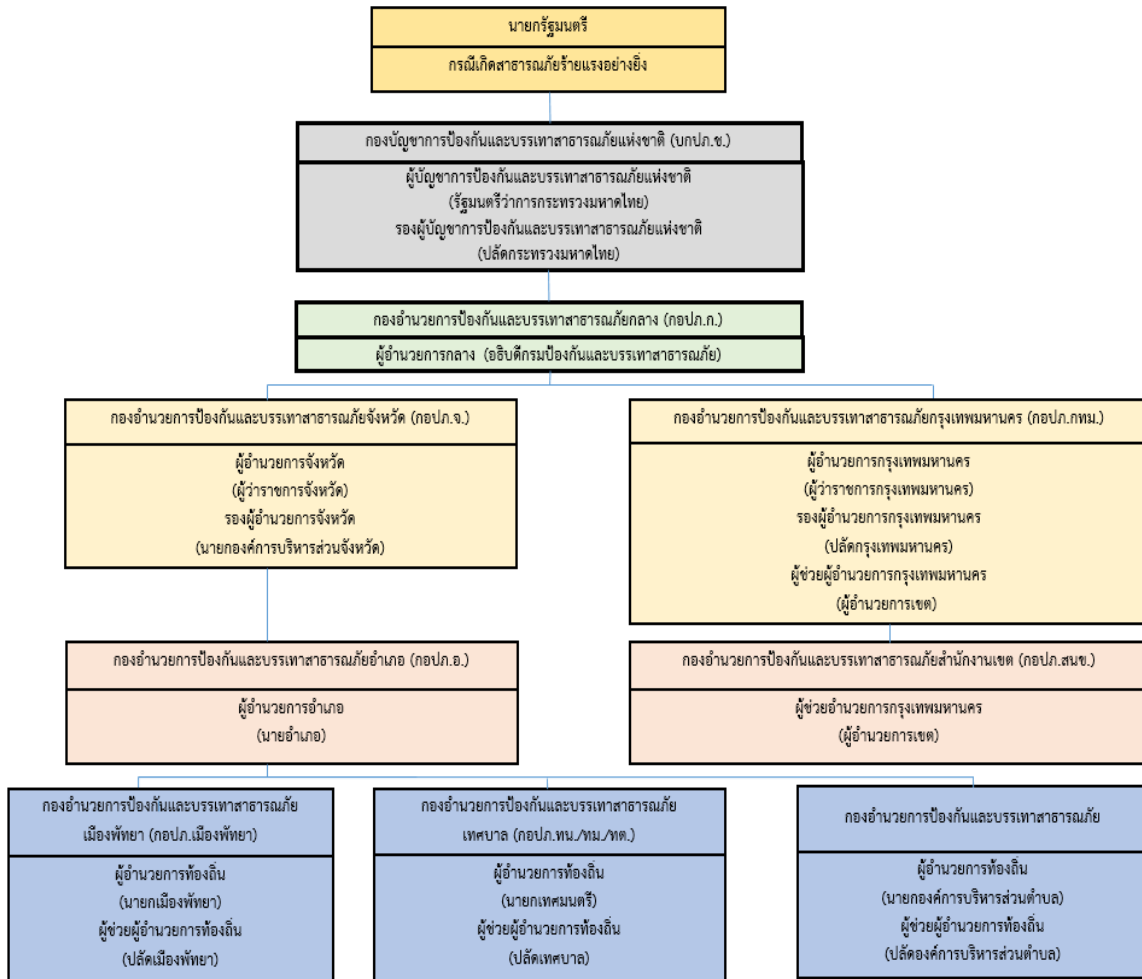 นายกรัฐมนตรี
กรณีเกิดสาธารณภัยร้ายแรงอย่างยิ่ง
กองบัญชาการป้องกันและบรรเทาสาธารณภัยแห่งชาติ (บกปภ.ช.)
ผู้บัญชาการป้องกันและบรรเทาสาธารณภัยแห่งชาติ
(รัฐมนตรีว่าการกระทรวงมหาดไทย)
รองผู้บัญชาการป้องกันและบรรเทาสาธารณภัยแห่งชาติ
(ปลัดกระทรวงมหาดไทย)
กองอำนวยการป้องกันและบรรเทาสาธารณภัยกลาง (กอปภ.ก.)
ผู้อำนวยการกลาง (อธิบดีกรมป้องกันและบรรเทาสาธารณภัย)
กองอำนวยการป้องกันและบรรเทาสาธารณภัยจังหวัด (กอปภ.จ.)
ผู้อำนวยการจังหวัด
(ผู้ว่าราชการจังหวัด)
รองผู้อำนวยการจังหวัด
(นายกองค์การบริหารส่วนจังหวัด)
กองอำนวยการป้องกันและบรรเทาสาธารณภัยกรุงเทพมหานคร (กอปภ.กทม.)
ผู้อำนวยการกรุงเทพมหานคร
(ผู้ว่าราชการกรุงเทพมหานคร)
รองผู้อำนวยการกรุงเทพมหานคร
(ปลัดกรุงเทพมหานคร)
ผู้ช่วยผู้อำนวยการกรุงเทพมหานคร
(ผู้อำนวยการเขต)
กองอำนวยการป้องกันและบรรเทาสาธารณภัยอำเภอ (กอปภ.อ.)
ผู้อำนวยการอำเภอ
(นายอำเภอ)
กองอำนวยการป้องกันและบรรเทาสาธารณภัยสำนักงานเขต (กอปภ.สนข.)
ผู้ช่วยอำนวยการกรุงเทพมหานคร
(ผู้อำนวยการเขต)
กองอำนวยการป้องกันและบรรเทาสาธารณภัย
เมืองพัทยา (กอปภ.เมืองพัทยา)
ผู้อำนวยการท้องถิ่น
(นายกเมืองพัทยา)
ผู้ช่วยผู้อำนวยการท้องถิ่น
(ปลัดเมืองพัทยา)
กองอำนวยการป้องกันและบรรเทาสาธารณภัย
เทศบาล (กอปภ.ทน./ทม./ทต.)
ผู้อำนวยการท้องถิ่น
(นายกเทศมนตรี)
ผู้ช่วยผู้อำนวยการท้องถิ่น
(ปลัดเทศบาล)
กองอำนวยการป้องกันและบรรเทาสาธารณภัย
ผู้อำนวยการท้องถิ่น
(นายกองค์การบริหารส่วนตำบล)
ผู้ช่วยผู้อำนวยการท้องถิ่น
(ปลัดองค์การบริหารส่วนตำบล)